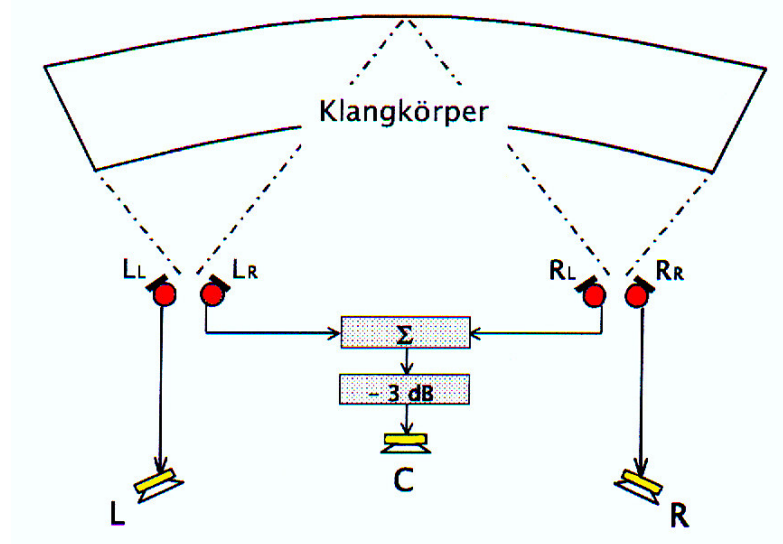 Klangkörper
LL LR RL RR
Σ
– 3 dB
C
L R